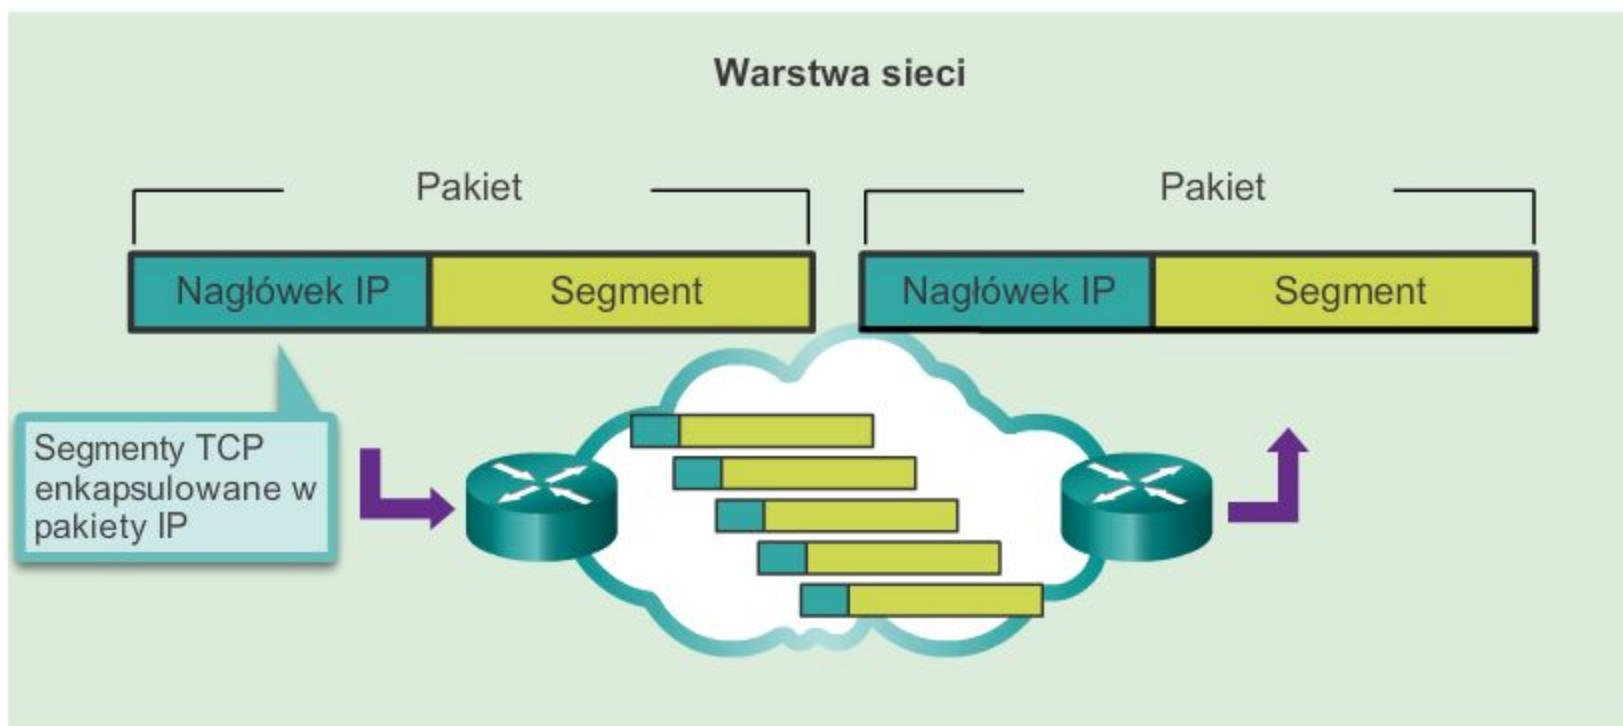 Warstwa sieci
Pakiet
Pakiet
Nagłówek IP
Segment
Nagłówek IP
Segment
Segmenty TCP
enkapsulowane w
pakiety IP